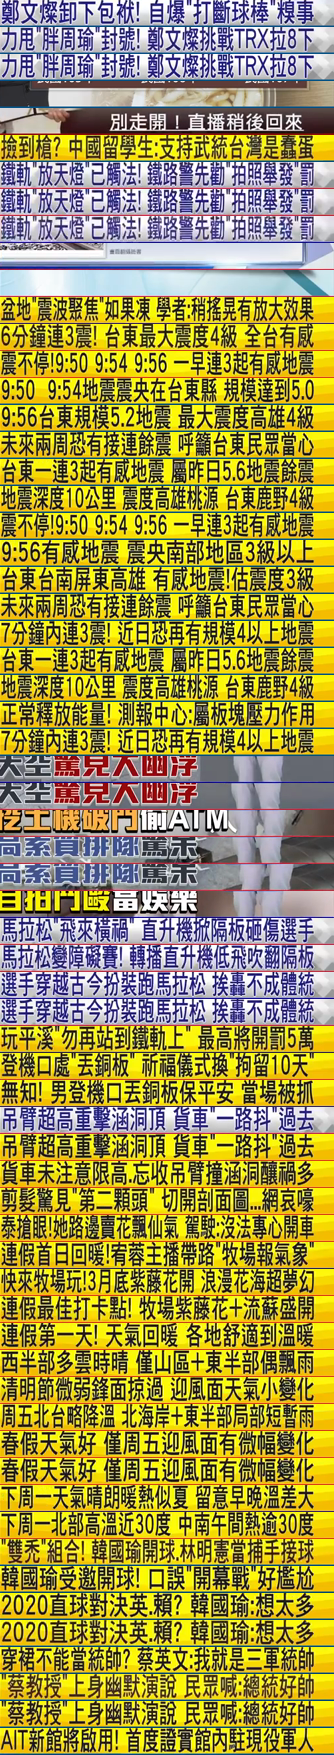 鄭文燦卸下包袱! 自爆"打斷球棒"糗事
力甩"胖周瑜"封號! 鄭文燦挑戰TRX拉8下
力甩"胖周瑜"封號! 鄭文燦挑戰TRX拉8下
別走開！直播稍後回來
撿到槍? 中國留學生:支持武統台灣是蠢蛋
鐵軌"放天燈"已觸法! 鐵路警先勸"拍照舉發"罰
鐵軌"放天燈"已觸法! 鐵路警先勸"拍照舉發"罰
鐵軌"放天燈"已觸法! 鐵路警先勸"拍照舉發"罰
盆地"震波聚焦"如果凍 學者:稍搖晃有放大效果
6分鐘連3震! 台東最大震度4級 全台有感
震不停!9:50 9:54 9:56 一早連3起有感地震
9:50 9:54地震震央在台東縣 規模達到5.0
9:56台東規模5.2地震 最大震度高雄4級
未來兩周恐有接連餘震 呼籲台東民眾當心
台東一連3起有感地震 屬昨日5.6地震餘震
地震深度10公里 震度高雄桃源 台東鹿野4級
震不停!9:50 9:54 9:56 一早連3起有感地震
9:56有感地震 震央南部地區3級以上
台東台南屏東高雄 有感地震!估震度3級
未來兩周恐有接連餘震 呼籲台東民眾當心
7分鐘內連3震! 近日恐再有規模4以上地震
台東一連3起有感地震 屬昨日5.6地震餘震
地震深度10公里 震度高雄桃源 台東鹿野4級
正常釋放能量! 測報中心:屬板塊壓力作用
7分鐘內連3震! 近日恐再有規模4以上地震
天空驚見大幽浮
天空驚見大幽浮
挖土機破門偷ATM
高系資排除驚呆
高系資排除驚呆
自拍鬥毆當娛樂
馬拉松"飛來橫禍" 直升機掀隔板砸傷選手
馬拉松變障礙賽! 轉播直升機低飛吹翻隔板
選手穿越古今扮裝跑馬拉松 挨轟不成體統
選手穿越古今扮裝跑馬拉松 挨轟不成體統
玩平溪"勿再站到鐵軌上" 最高將開罰5萬
登機口處"丟銅板" 祈福儀式換"拘留10天"
無知! 男登機口丟銅板保平安 當場被抓
吊臂超高重擊涵洞頂 貨車"一路抖"過去
吊臂超高重擊涵洞頂 貨車"一路抖"過去
貨車未注意限高.忘收吊臂撞涵洞釀禍多
剪髮驚見"第二顆頭" 切開剖面圖...網哀嚎
泰搶眼!她路邊賣花飄仙氣 駕駛:沒法專心開車
連假首日回暖!宥蓉主播帶路"牧場報氣象"
快來牧場玩!3月底紫藤花開 浪漫花海超夢幻
連假最佳打卡點! 牧場紫藤花+流蘇盛開
連假第一天! 天氣回暖 各地舒適到溫暖
西半部多雲時晴 僅山區+東半部偶飄雨
清明節微弱鋒面掠過 迎風面天氣小變化
周五北台略降溫 北海岸+東半部局部短暫雨
春假天氣好 僅周五迎風面有微幅變化
春假天氣好 僅周五迎風面有微幅變化
下周一天氣晴朗暖熱似夏 留意早晚溫差大
下周一北部高溫近30度 中南午間熱逾30度
"雙禿"組合! 韓國瑜開球.林明憲當捕手接球
韓國瑜受邀開球! 口誤"開幕戰"好尷尬
2020直球對決英.賴? 韓國瑜:想太多
2020直球對決英.賴? 韓國瑜:想太多
穿裙不能當統帥? 蔡英文:我就是三軍統帥
"蔡教授"上身幽默演說 民眾喊:總統好帥
"蔡教授"上身幽默演說 民眾喊:總統好帥
AIT新館將啟用! 首度證實館內駐現役軍人